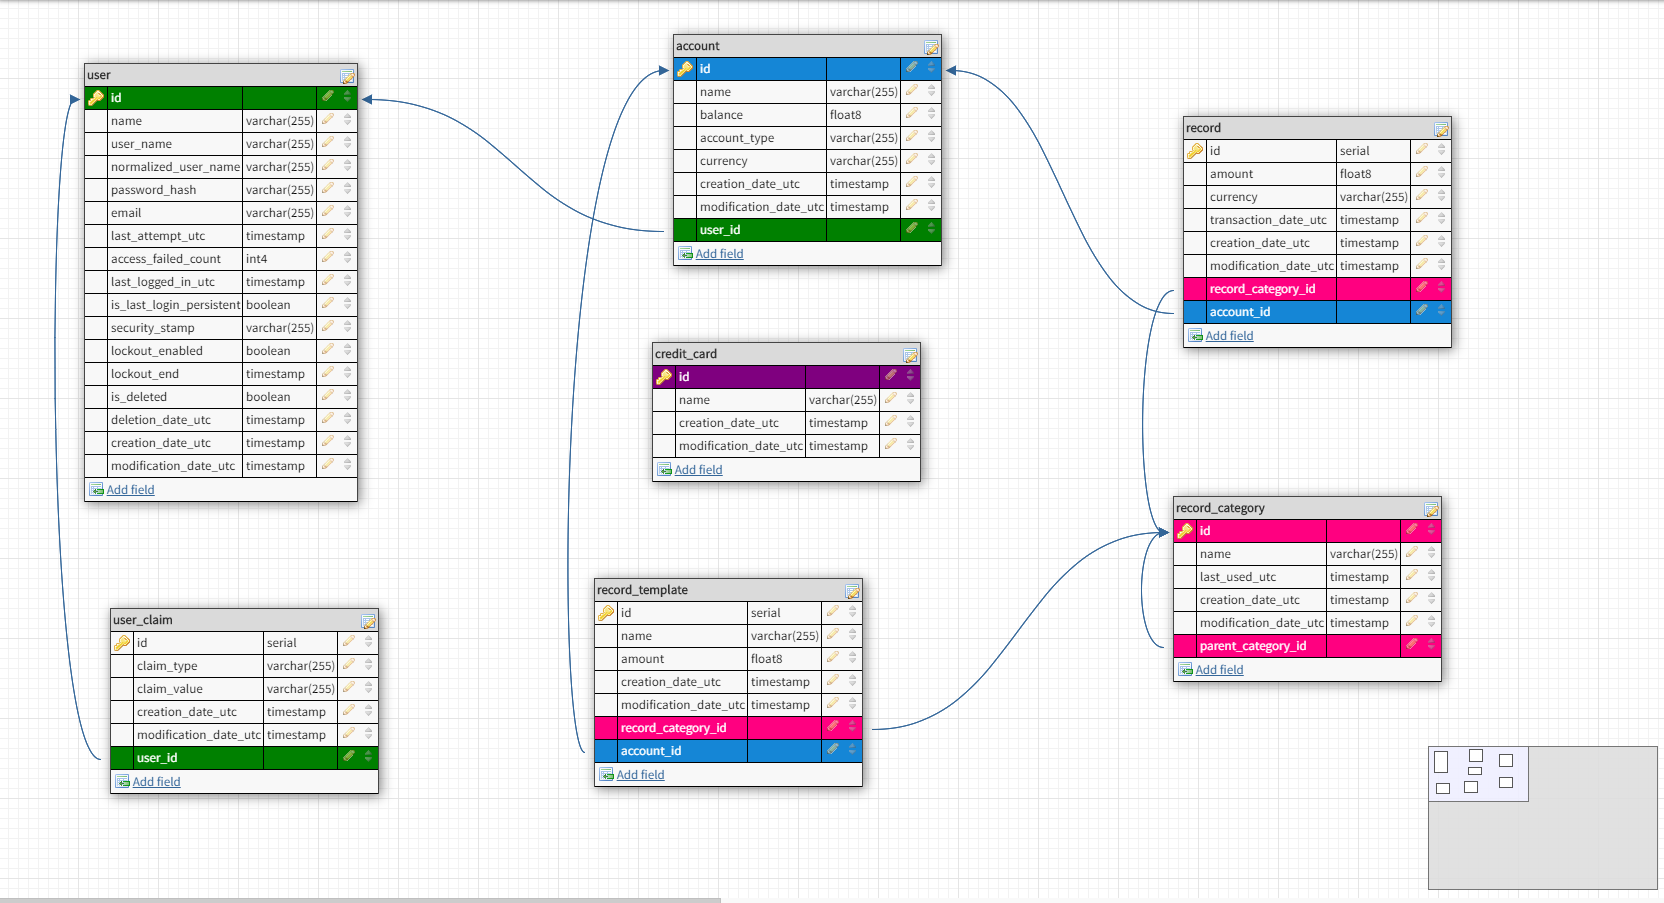 user
id
name varchar(255)
user_name varchar(255)
normalized_user_name varchar(255)
password_hash varchar(255)
email varchar(255)
last_attempt_utc timestamp
access_failed_count int4
last_logged_in_utc timestamp
is_last_login_persistent boolean
security_stamp varchar(255)
lockout_enabled boolean
lockout_end timestamp
is_deleted boolean
deletion_date_utc timestamp
creation_date_utc timestamp
modification_date_utc timestamp
Add field
account
id
name varchar(255)
balance float8
account_type varchar(255)
currency varchar(255)
creation_date_utc timestamp
modification_date_utc timestamp
user_id
Add field
record
id serial
amount float8
currency varchar(255)
transaction_date_utc timestamp
creation_date_utc timestamp
modification_date_utc timestamp
record_category_id
account_id
Add field
credit_card
id
name varchar(255)
creation_date_utc timestamp
modification_date_utc timestamp
Add field
record_category
id
name varchar(255)
last_used_utc timestamp
creation_date_utc timestamp
modification_date_utc timestamp
parent_category_id
Add field
user_claim
id serial
claim_type varchar(255)
claim_value varchar(255)
creation_date_utc timestamp
modification_date_utc timestamp
user_id
Add field
record_template
id serial
name varchar(255)
amount float8
creation_date_utc timestamp
modification_date_utc timestamp
record_category_id
account_id
Add field